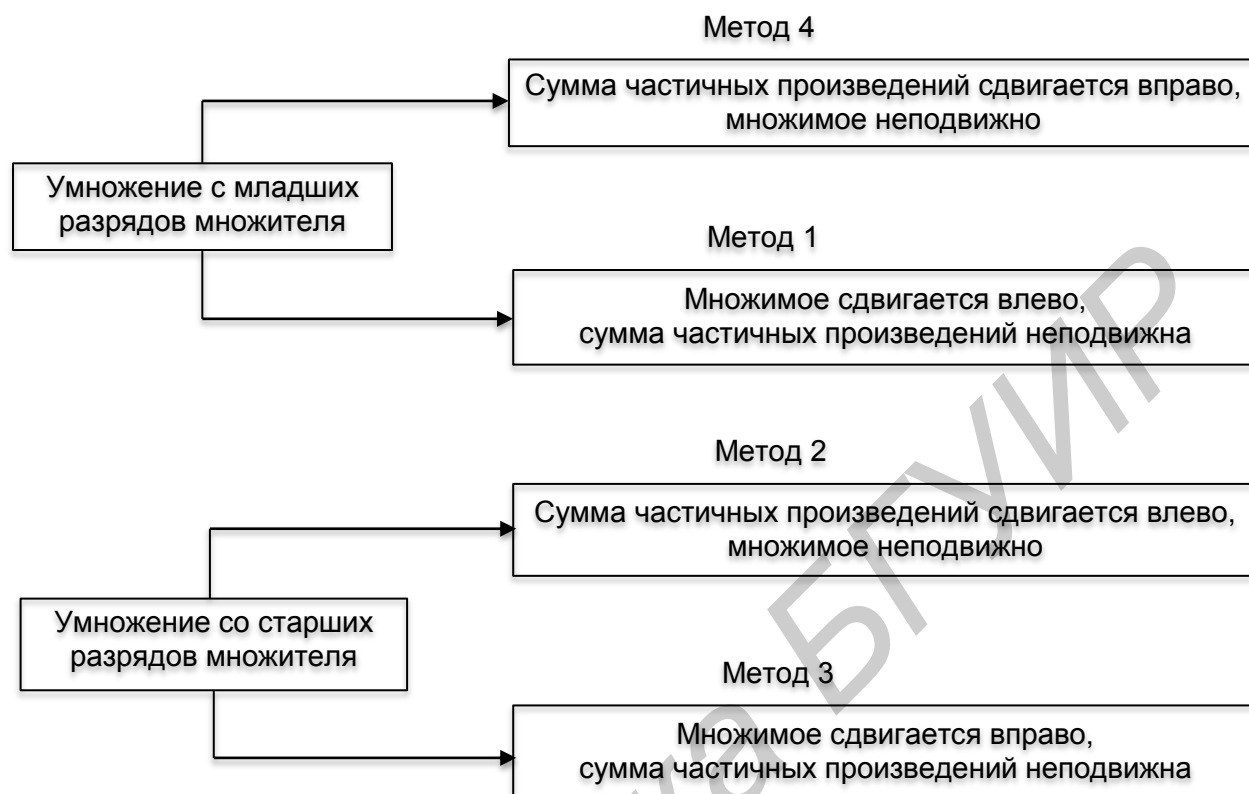 Метод 4
Сумма частичных произведений сдвигается вправо,
множимое неподвижно
Умножение с младших
разрядов множителя
Метод 1
Множимое сдвигается влево,
сумма частичных произведений неподвижна
Метод 2
Сумма частичных произведений сдвигается влево,
множимое неподвижно
Умножение со старших
разрядов множителя
Метод 3
Множимое сдвигается вправо,
сумма частичных произведений неподвижна
ка БГУИР